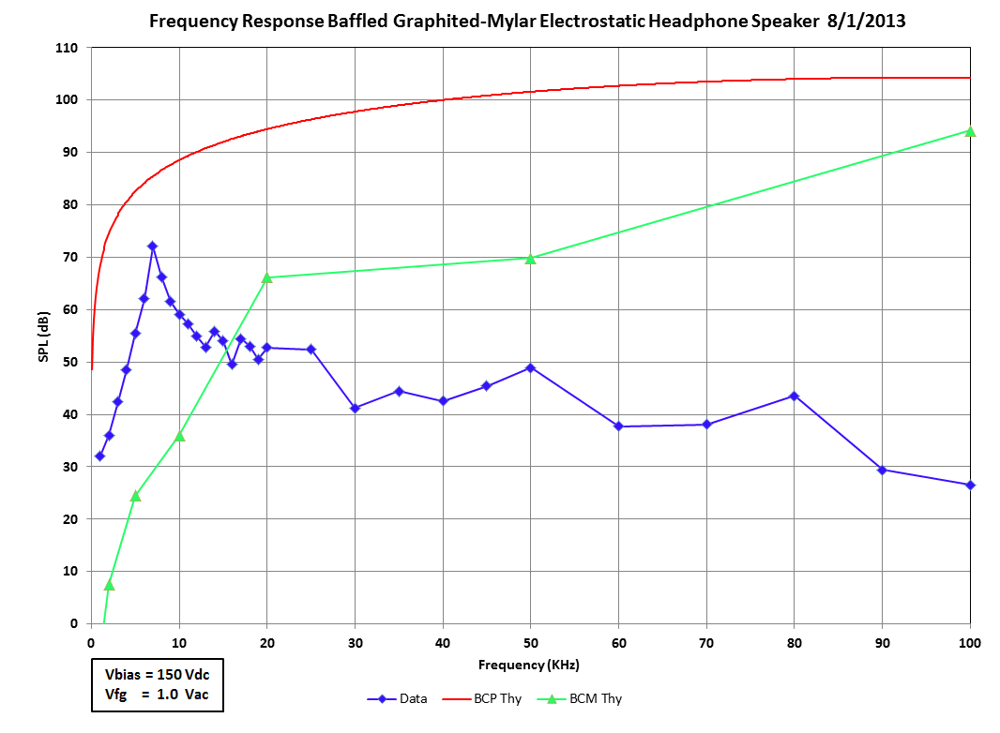 Frequency Response Baffled Graphited-Mylar Electrostatic Headphone Speaker 8/1/2013
110
100
90
80
70
60
50
40
30
20
10
0
SPL (dB)
0 10 20 30 40 50 60 70 80 90 100
Frequency (KHz)
Vbias = 150 Vdc
Vfg = 1.0 Vac
Data BCP Thy BCM Thy